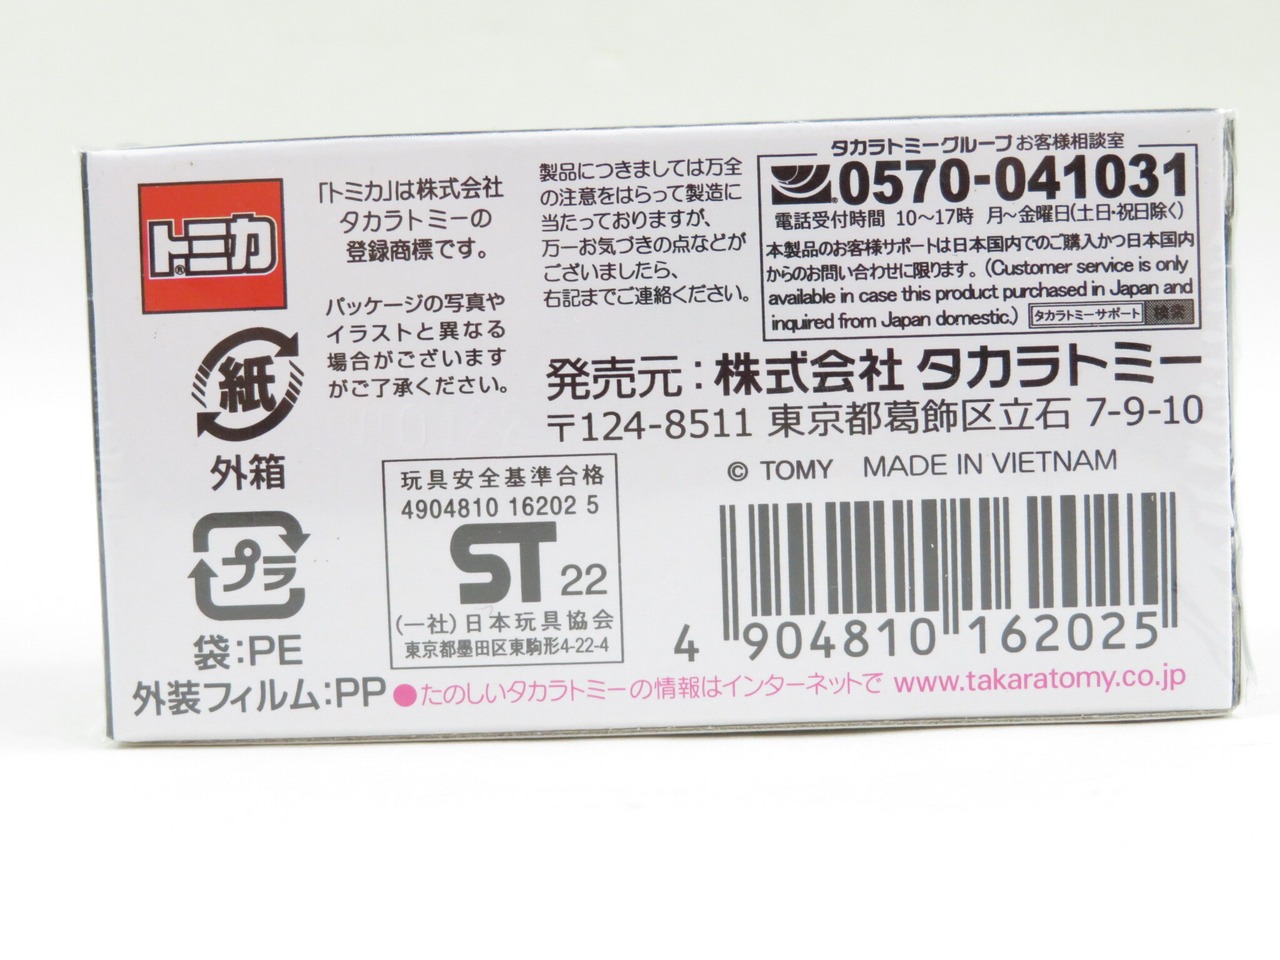 トミカ
®
「トミカ」は株式会社
タカラトミーの
登録商標です。
パッケージの写真や
イラストと異なる
場合がございます
がご了承ください。
製品につきましては万全
の注意をはらって製造に
当たっておりますが、
万一お気づきの点などが
ございましたら、
右記までご連絡ください。
タカラトミーグループ お客様相談室
0570-041031
電話受付時間 10～17時 月～金曜日(土日・祝日除く)
本製品のお客様サポートは日本国内でのご購入かつ日本国内
からのお問い合わせに限ります。(Customer service is only
available in case this product purchased in Japan and
inquired from Japan domestic.) タカラトミーサポート 検索
発売元：株式会社 タカラトミー
〒124-8511 東京都葛飾区立石 7-9-10
© TOMY MADE IN VIETNAM
紙
外箱
プラ
袋：PE
外装フィルム：PP
玩具安全基準合格
4904810 16202 5
ST 22
(一社)日本玩具協会
東京都墨田区東駒形4-22-4
4 904810 162025
●たのしいタカラトミーの情報はインターネットで www.takaratomy.co.jp